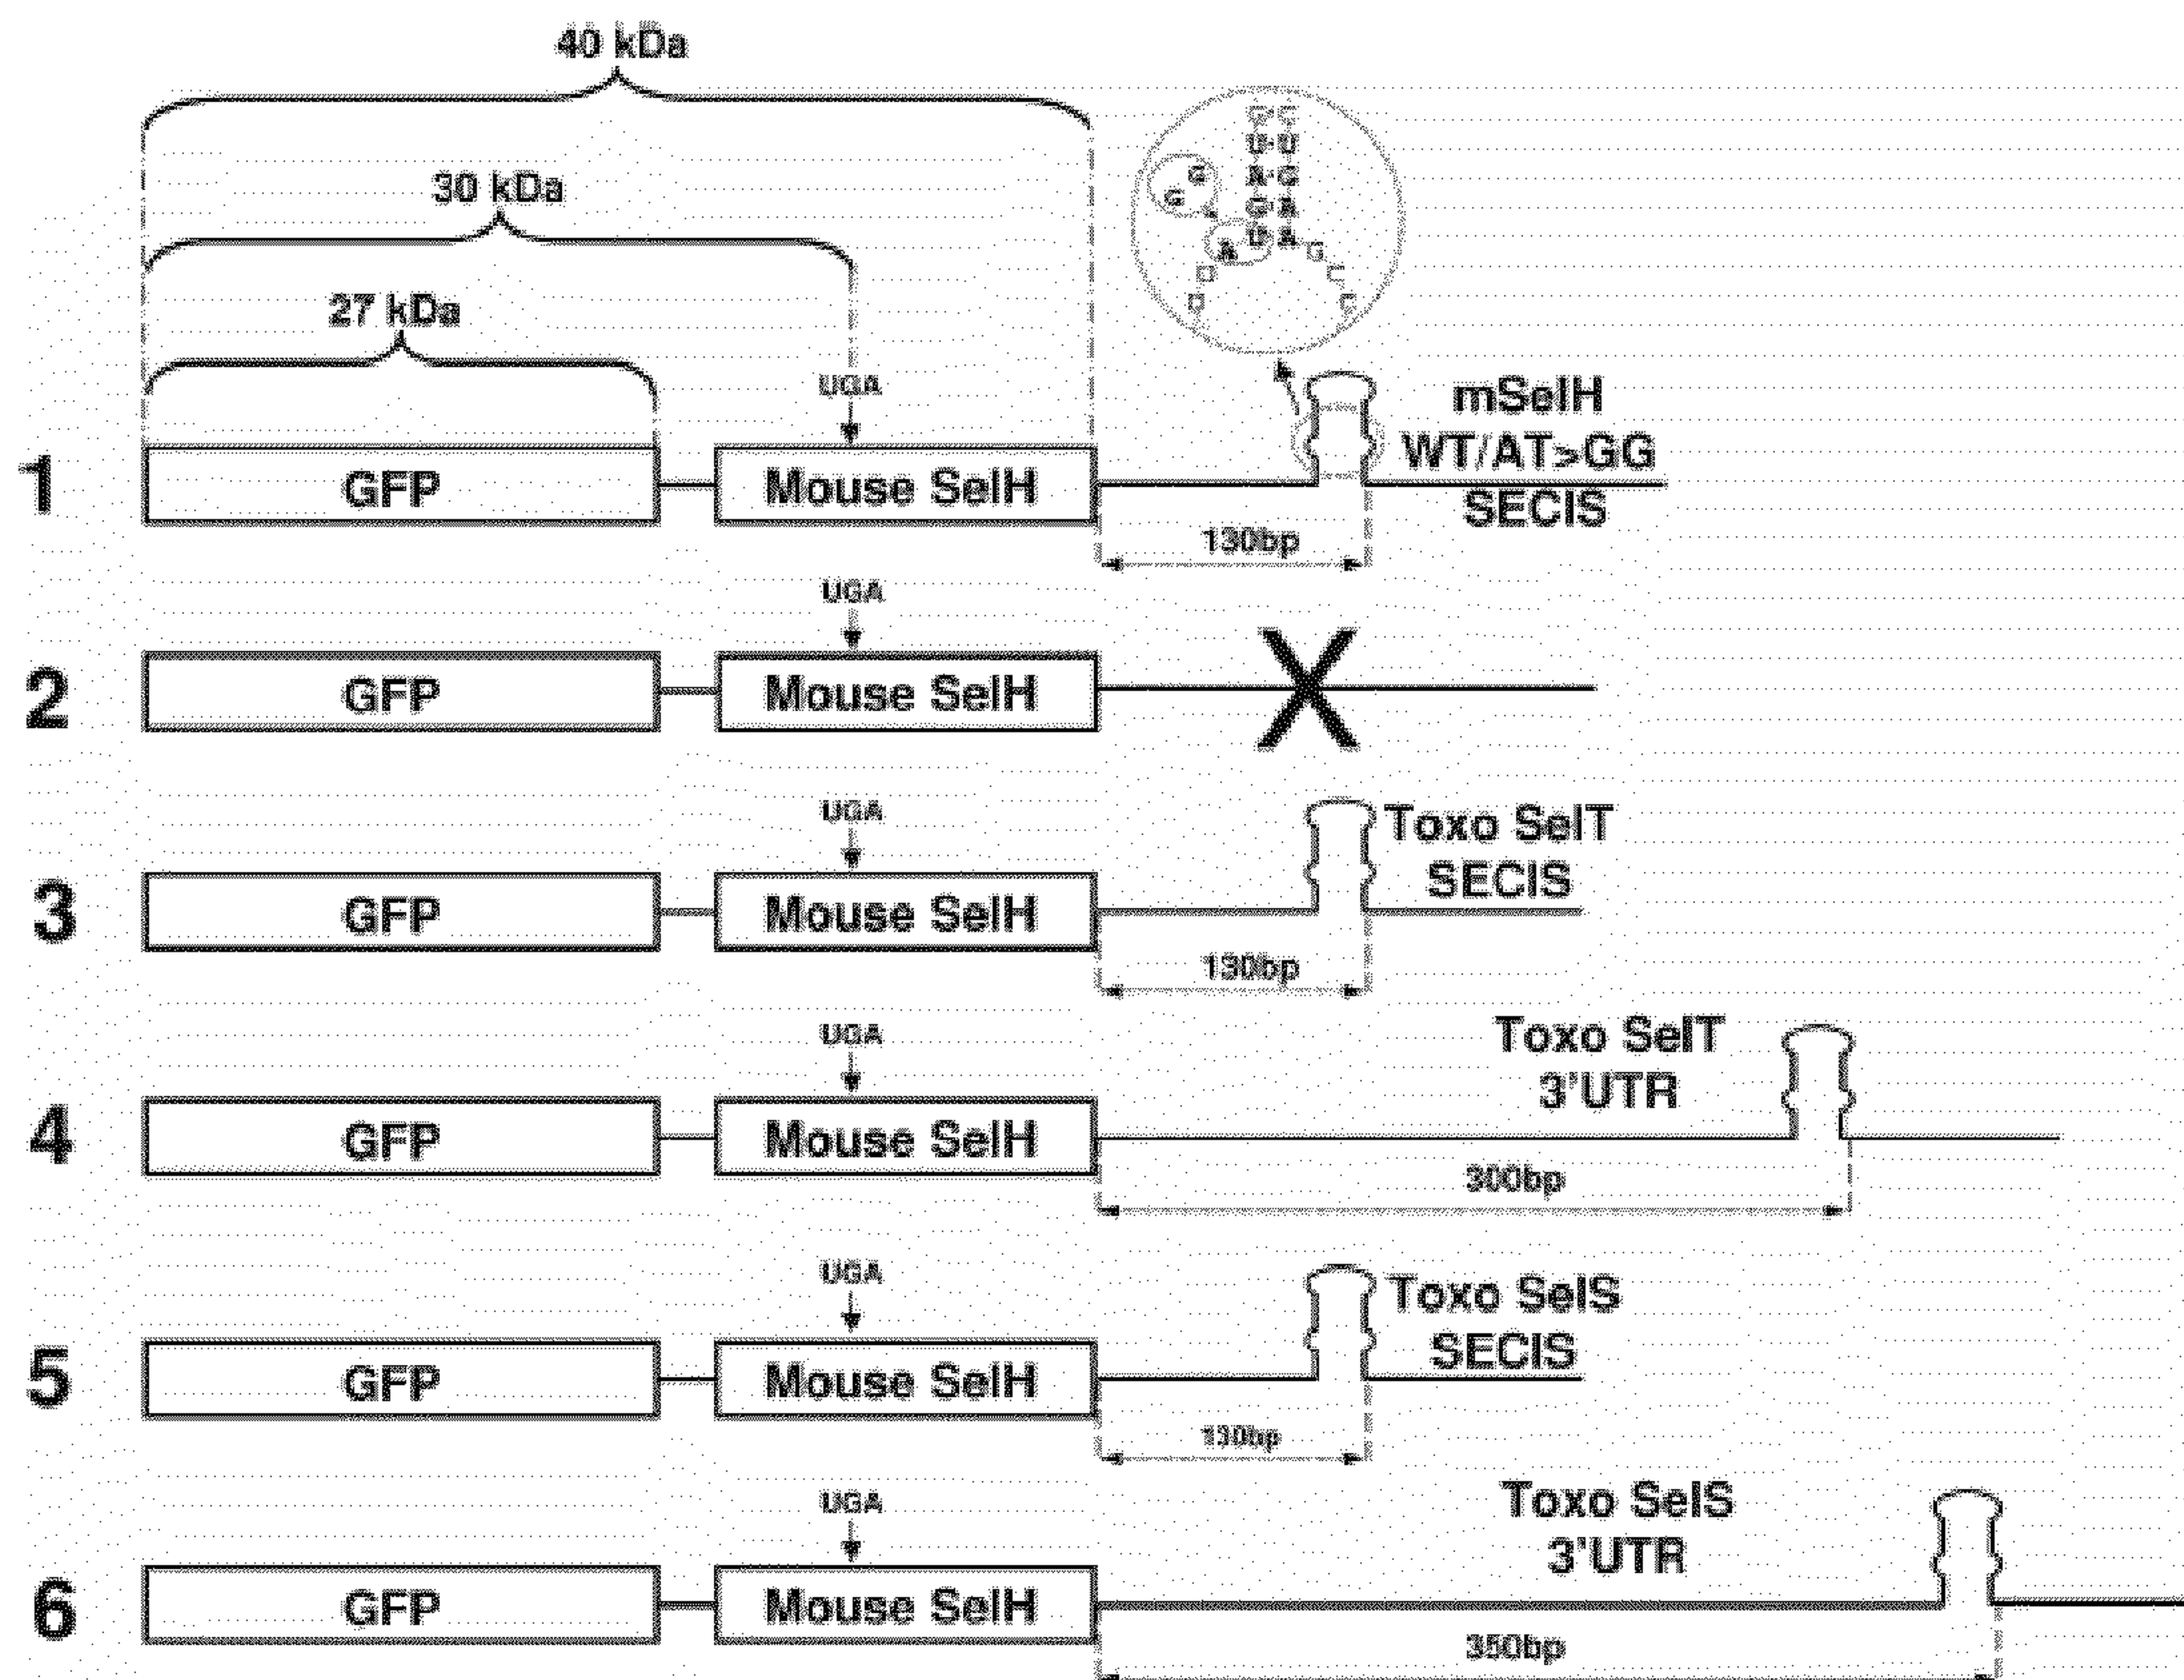 40 kDa
30 kDa
27 kDa
C C
U U
G A G
G G A
A U A G
U C
U C
UGA
1 GFP Mouse SelH mSelH
WT/AT>GG
SECIS
130bp
UGA
2 GFP Mouse SelH X
UGA
3 GFP Mouse SelH Toxo SelT
SECIS
130bp
UGA
4 GFP Mouse SelH Toxo SelT
3'UTR
300bp
UGA
5 GFP Mouse SelH Toxo SelS
SECIS
130bp
UGA
6 GFP Mouse SelH Toxo SelS
3'UTR
350bp